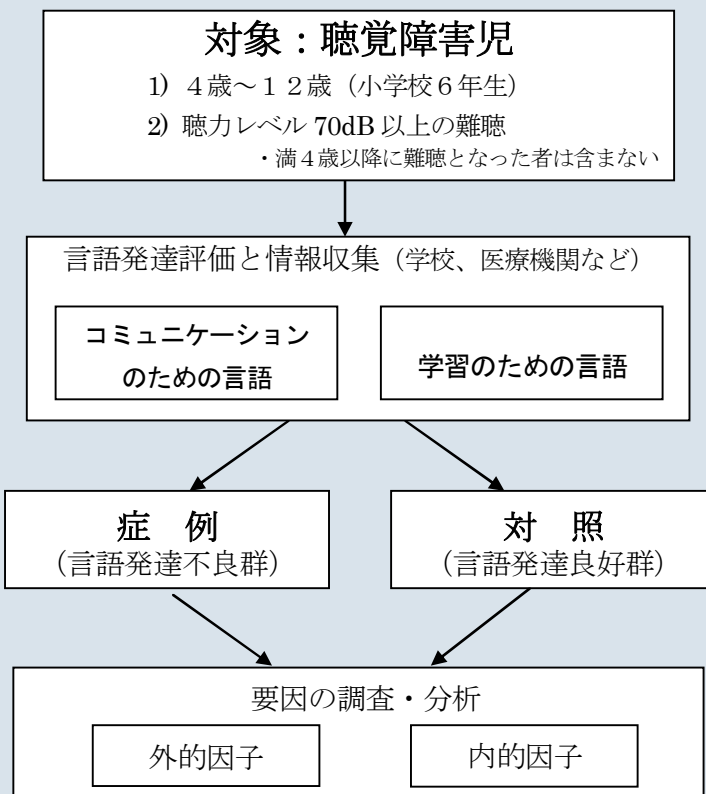 対象：聴覚障害児
1) ４歳～１２歳（小学校６年生）
2) 聴力レベル 70dB 以上の難聴
・満４歳以降に難聴となった者は含まない
言語発達評価と情報収集（学校、医療機関など）
コミュニケーション
のための言語
学習のための言語
症　例
（言語発達不良群）
対　照
（言語発達良好群）
要因の調査・分析
外的因子
内的因子